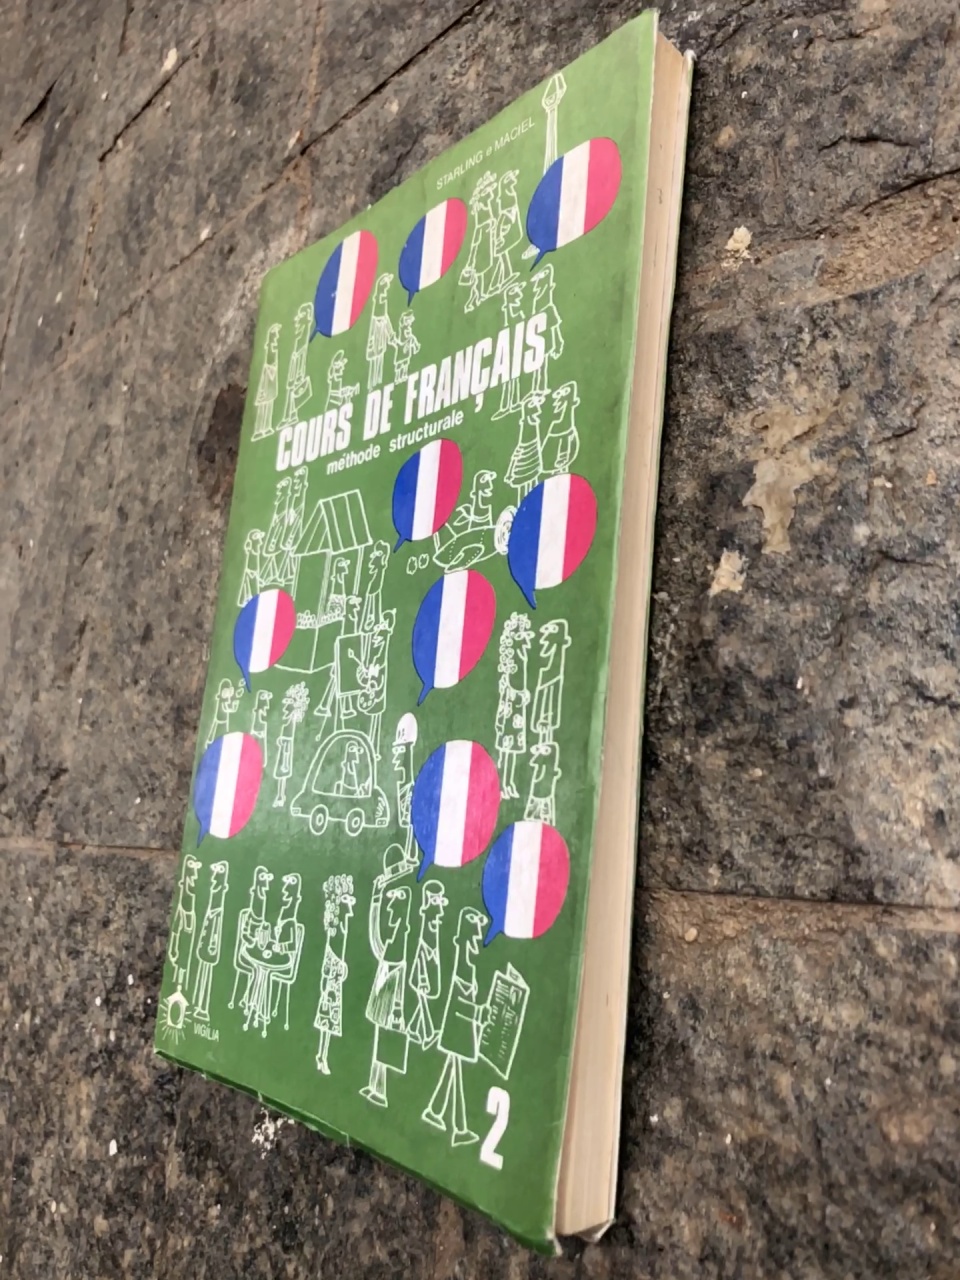 STARLING e MACIEL
COURS DE FRANÇAIS
méthode structurale
VIGÍLIA
2